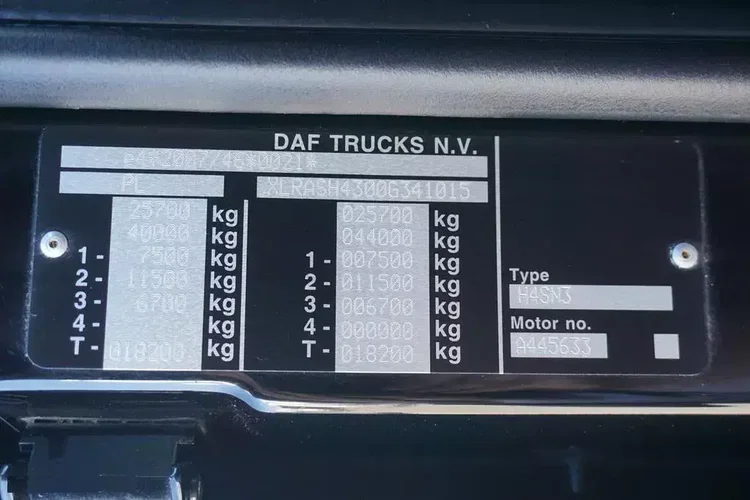 DAF TRUCKS N.V.
e4*2007/46*0021*
PL XLRASH4300G341015
25700 kg 025700 kg
40000 kg 044000 kg
1- 7500 kg 1- 007500 kg
2- 11500 kg 2- 011500 kg
3- 6700 kg 3- 006700 kg
4- kg 4- 000000 kg
T- 018200 kg T- 018200 kg
Type
H4SN3
Motor no.
A445633